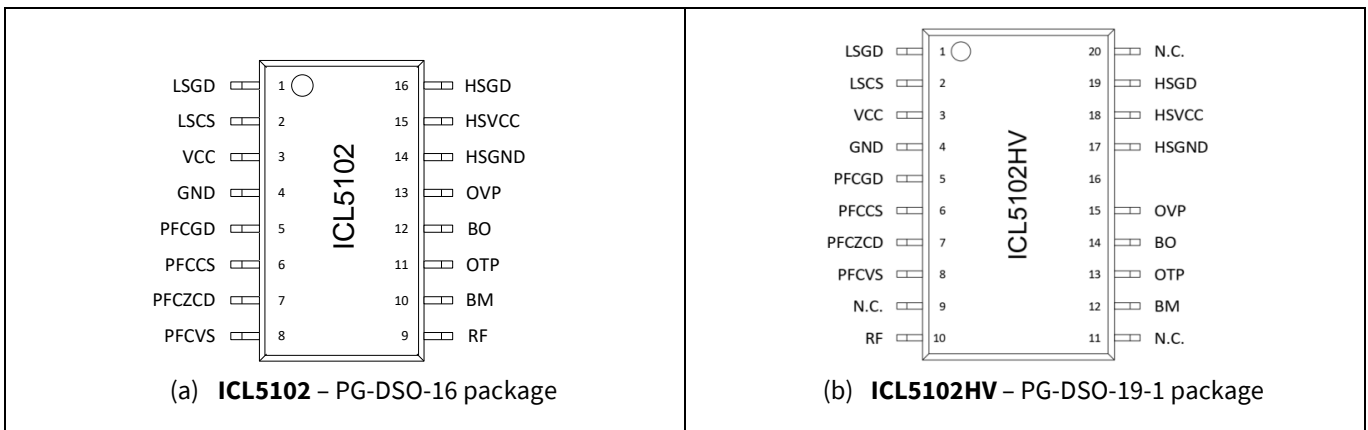 LSGD 1 16 HSGD
LSCS 2 15 HSVCC
VCC 3 14 HSGND
GND 4 13 OVP
PFCGD 5 12 BO
PFCCS 6 11 OTP
PFCZCD 7 10 BM
PFCVS 8 9 RF
ICL5102
(a) ICL5102 – PG-DSO-16 package
LSGD 1 20 N.C.
LSCS 2 19 HSGD
VCC 3 18 HSVCC
GND 4 17 HSGND
PFCGD 5 16
PFCCS 6 15 OVP
PFCZCD 7 14 BO
PFCVS 8 13 OTP
N.C. 9 12 BM
RF 10 11 N.C.
ICL5102HV
(b) ICL5102HV – PG-DSO-19-1 package